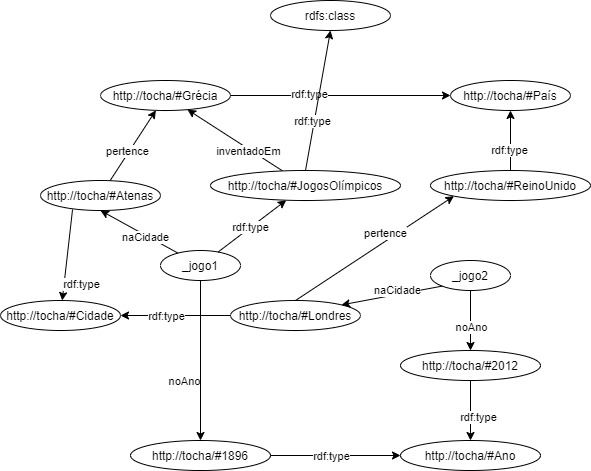 rdfs:class
http://tocha/#Grécia
rdf:type
http://tocha/#País
rdf:type
pertence
inventadoEm
rdf:type
http://tocha/#Atenas
http://tocha/#JogosOlímpicos
http://tocha/#ReinoUnido
naCidade
rdf:type
pertence
_jogo1
_jogo2
rdf:type
naCidade
http://tocha/#Cidade
rdf:type
http://tocha/#Londres
noAno
http://tocha/#2012
noAno
rdf:type
http://tocha/#1896
rdf:type
http://tocha/#Ano